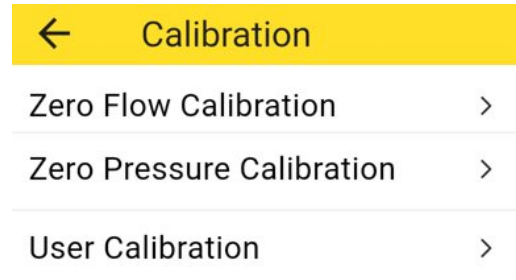 Calibration
Zero Flow Calibration
Zero Pressure Calibration
User Calibration